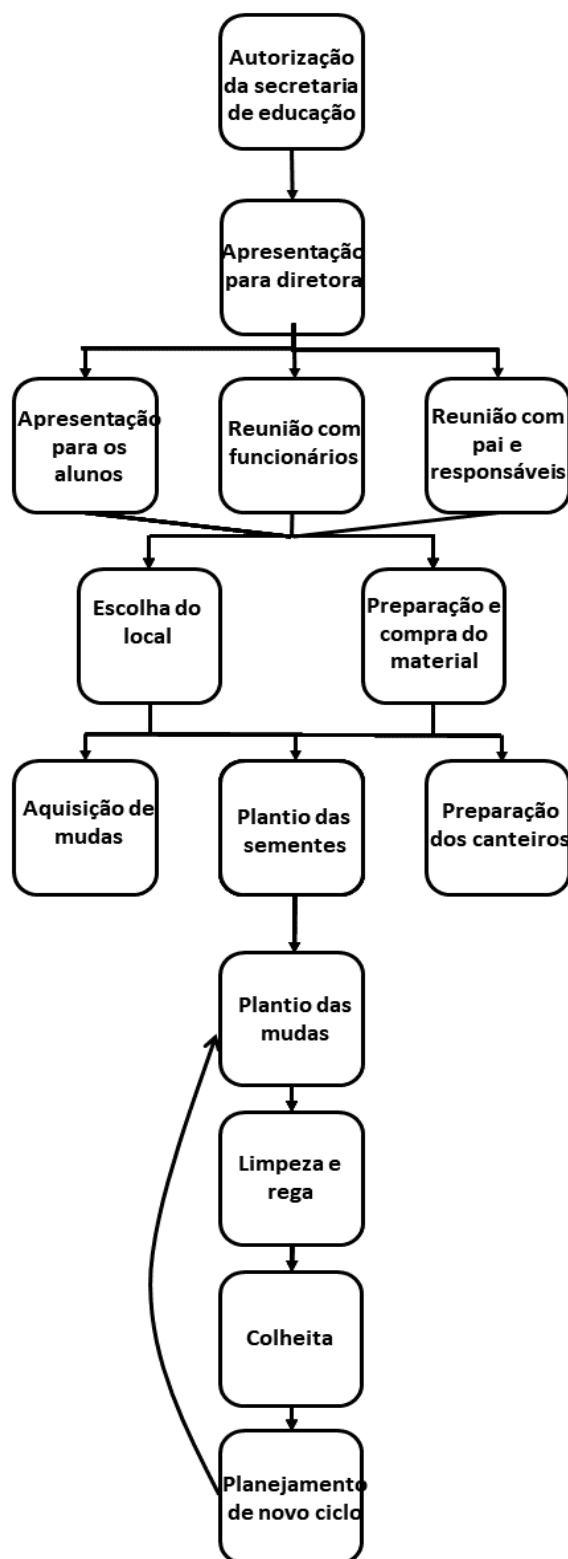 Autorização
da secretaria
de educação
Apresentação
para diretora
Apresentação
para os
alunos
Reunião com
funcionários
Reunião com
pai e
responsáveis
Escolha do
local
Preparação e
compra do
material
Aquisição de
mudas
Plantio das
sementes
Preparação
dos canteiros
Plantio das
mudas
Limpeza e
rega
Colheita
Planejamento
de novo ciclo